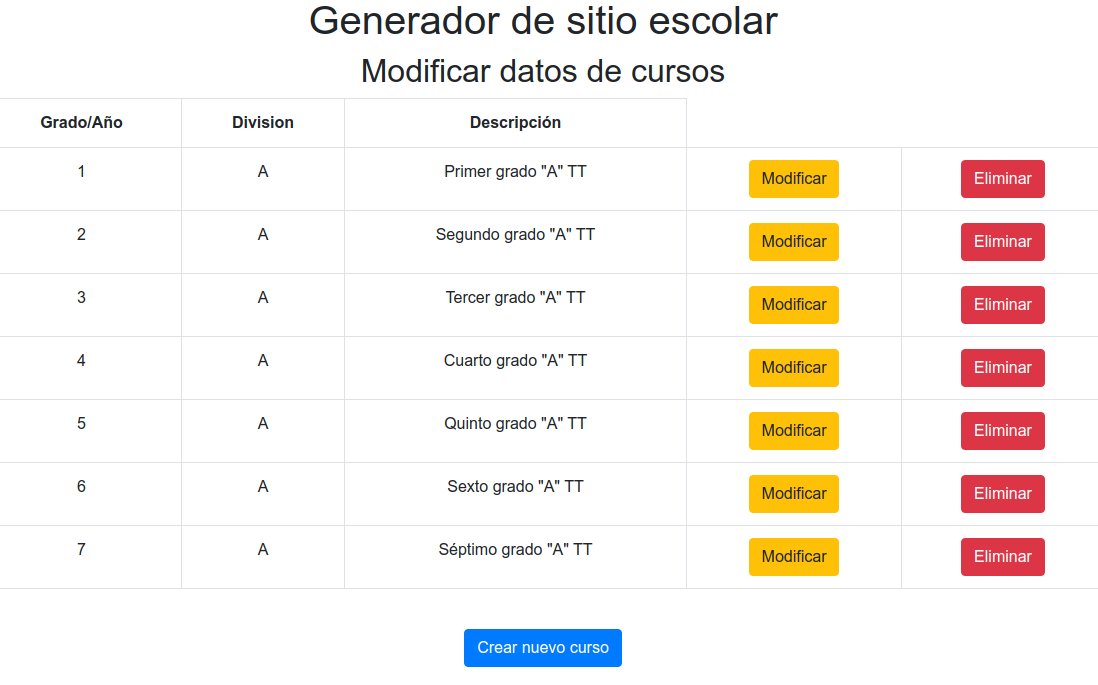 Generador de sitio escolar
Modificar datos de cursos
Grado/Año Division Descripción
1 A Primer grado "A" TT Modificar Eliminar
2 A Segundo grado "A" TT Modificar Eliminar
3 A Tercer grado "A" TT Modificar Eliminar
4 A Cuarto grado "A" TT Modificar Eliminar
5 A Quinto grado "A" TT Modificar Eliminar
6 A Sexto grado "A" TT Modificar Eliminar
7 A Séptimo grado "A" TT Modificar Eliminar
Crear nuevo curso